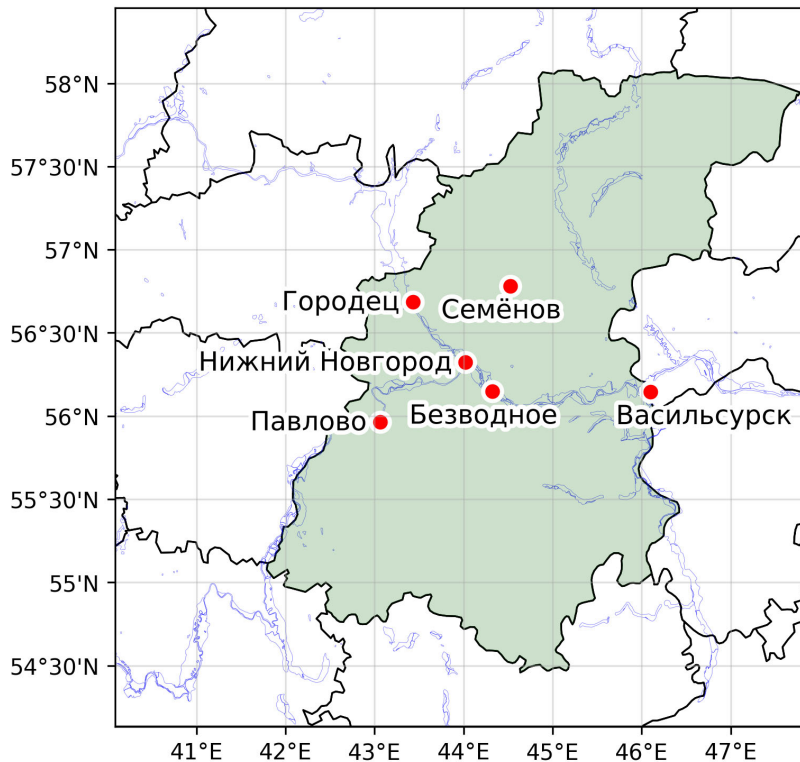 58°N
57°30'N
57°N
Городец
Семёнов
56°30'N
Нижний Новгород
56°N
Павлово
Безводное
Васильсурск
55°30'N
55°N
54°30'N
41°E 42°E 43°E 44°E 45°E 46°E 47°E